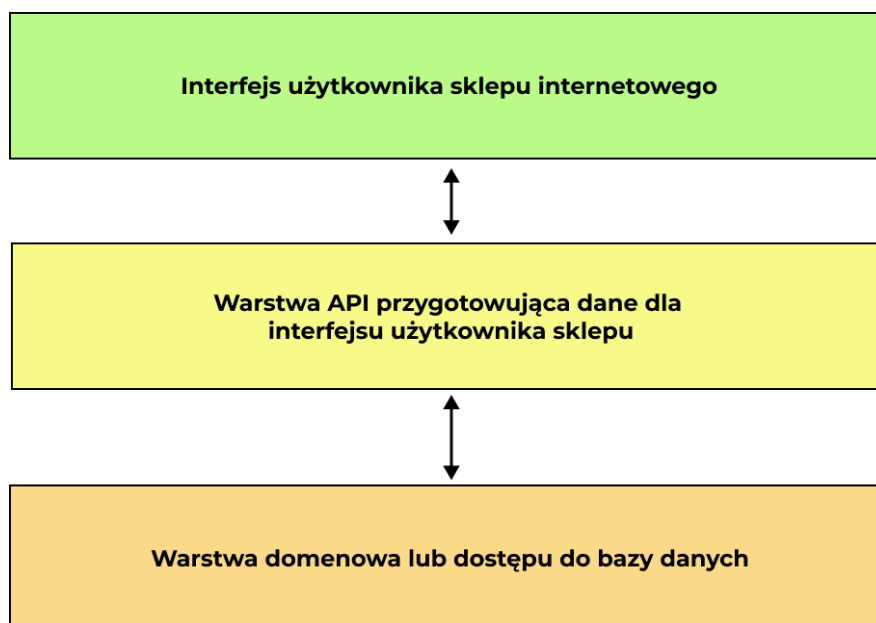 Interfejs użytkownika sklepu internetowego
Warstwa API przygotowująca dane dla
interfejsu użytkownika sklepu
Warstwa domenowa lub dostępu do bazy danych